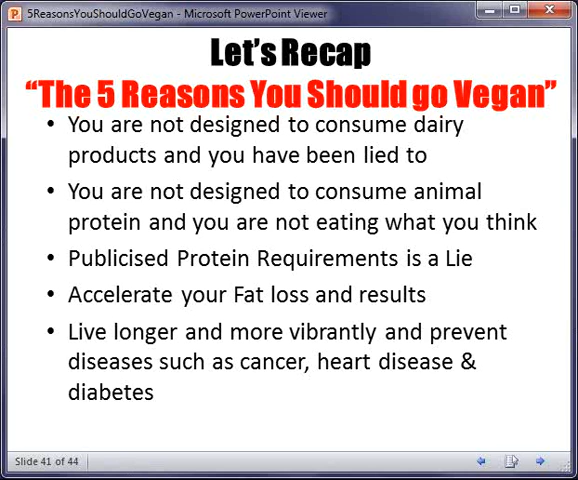 5ReasonsYouShouldGoVegan - Microsoft PowerPoint Viewer
Let's Recap
"The 5 Reasons You Should go Vegan"
• You are not designed to consume dairy
products and you have been lied to
• You are not designed to consume animal
protein and you are not eating what you think
• Publicised Protein Requirements is a Lie
• Accelerate your Fat loss and results
• Live longer and more vibrantly and prevent
diseases such as cancer, heart disease &
diabetes
Slide 41 of 44